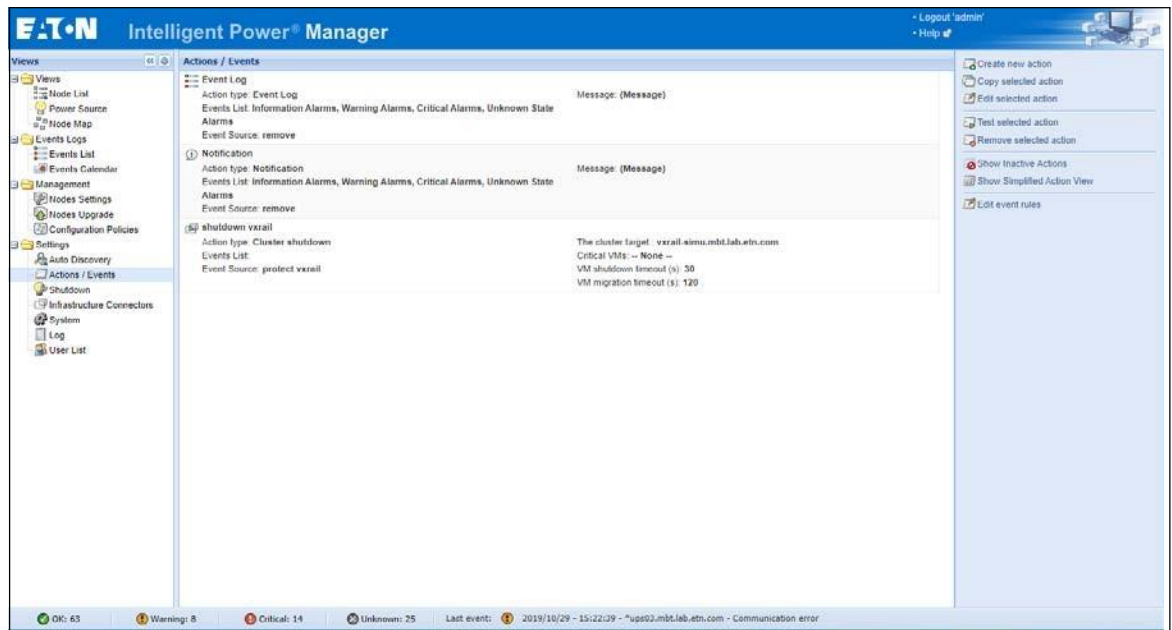 EATON Intelligent Power® Manager
• Logout 'admin'
• Help
Views
Views
Node List
Power Source
Node Map
Events Logs
Events List
Events Calendar
Management
Nodes Settings
Nodes Upgrade
Configuration Policies
Settings
Auto Discovery
Actions / Events
Shutdown
Infrastructure Connectors
System
Log
User List
Actions / Events
Event Log
Action type: Event Log Message: {Message}
Events List: Information Alarms, Warning Alarms, Critical Alarms, Unknown State
Alarms
Event Source: remove
Notification
Action type: Notification Message: {Message}
Events List: Information Alarms, Warning Alarms, Critical Alarms, Unknown State
Alarms
Event Source: remove
shutdown vxrail
Action type: Cluster shutdown The cluster target : vxrail-simu.mbt.lab.etn.com
Events List: Critical VMs: -- None --
Event Source: protect vxrail VM shutdown timeout (s): 30
VM migration timeout (s): 120
Create new action
Copy selected action
Edit selected action
Test selected action
Remove selected action
Show Inactive Actions
Show Simplified Action View
Edit event rules
OK: 63 Warning: 8 Critical: 14 Unknown: 25 Last event: 2019/10/29 - 15:22:39 - ^ups03.mbt.lab.etn.com - Communication error